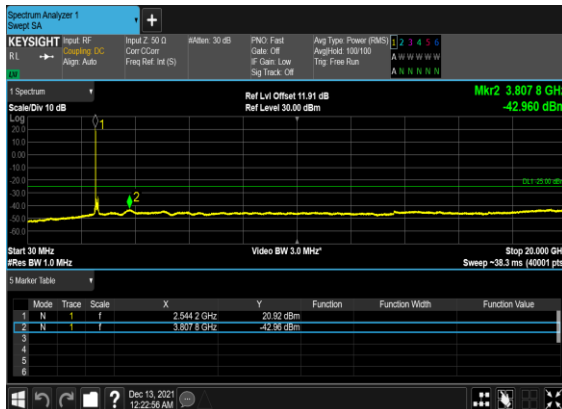 Spectrum Analyzer 1
Swept SA
+
KEYSIGHT Input: RF Input Z: 50 Ω #Atten: 30 dB PNO: Fast Avg Type: Power (RMS) 1 2 3 4 5 6
RL Coupling: DC Corr CCorr Gate: Off Avg|Hold: 100/100 A W W W W W
Align: Auto Freq Ref: Int (S) IF Gain: Low Trig: Free Run
Sig Track: Off A N N N N N
1 Spectrum
Ref Lvl Offset 11.91 dB Mkr2 3.807 8 GHz
Scale/Div 10 dB Ref Level 30.00 dBm -42.960 dBm
Log
1
20.0
10.0
0.00
-10.0
-20.0
DL1 -25.00 dBm
-30.0
2
-40.0
-50.0
-60.0
Start 30 MHz Video BW 3.0 MHz* Stop 20.000 GHz
#Res BW 1.0 MHz Sweep ~38.3 ms (40001 pts)
5 Marker Table
Mode Trace Scale X Y Function Function Width Function Value
1 N 1 f 2.544 2 GHz 20.92 dBm
2 N 1 f 3.807 8 GHz -42.96 dBm
3
4
5
6
? Dec 13, 2021
12:22:56 AM